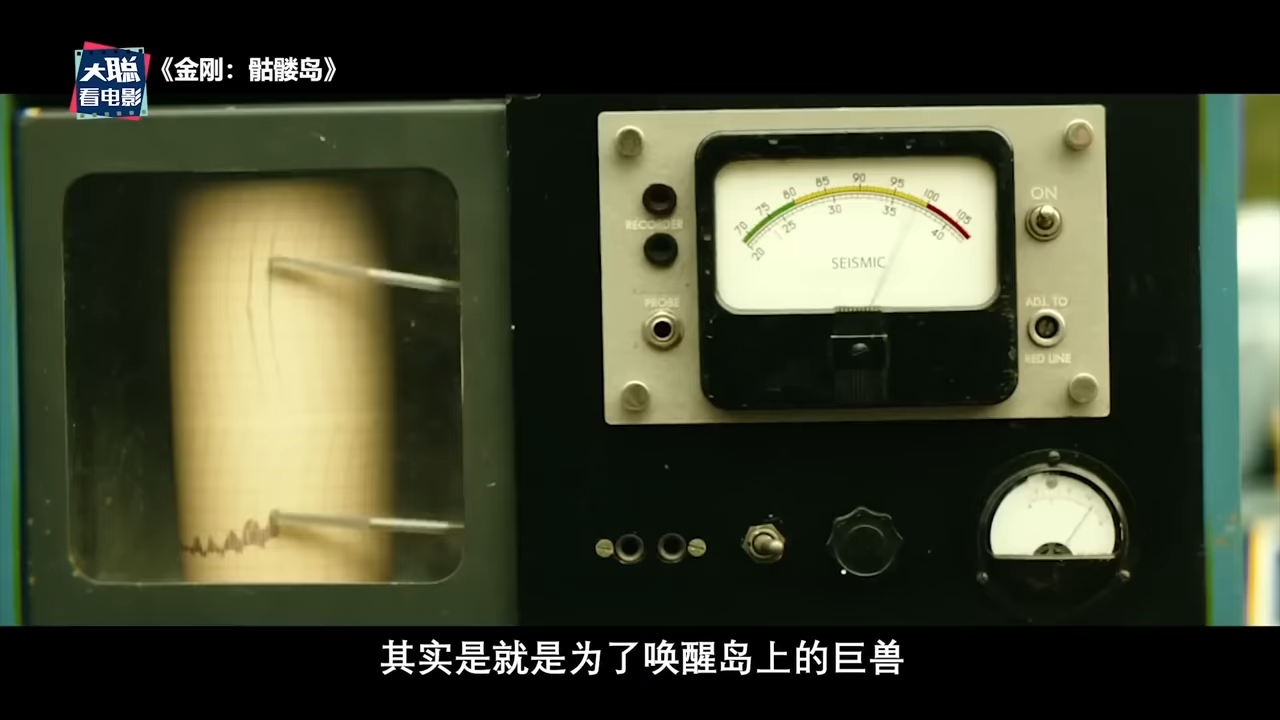 大聪
看电影
《金刚：骷髅岛》
70 75 80 85 90 95 100 105
20 25 30 35 40
SEISMIC
RECORDER
PROBE
ON
ADJ. TO
RED LINE
其实是就是为了唤醒岛上的巨兽